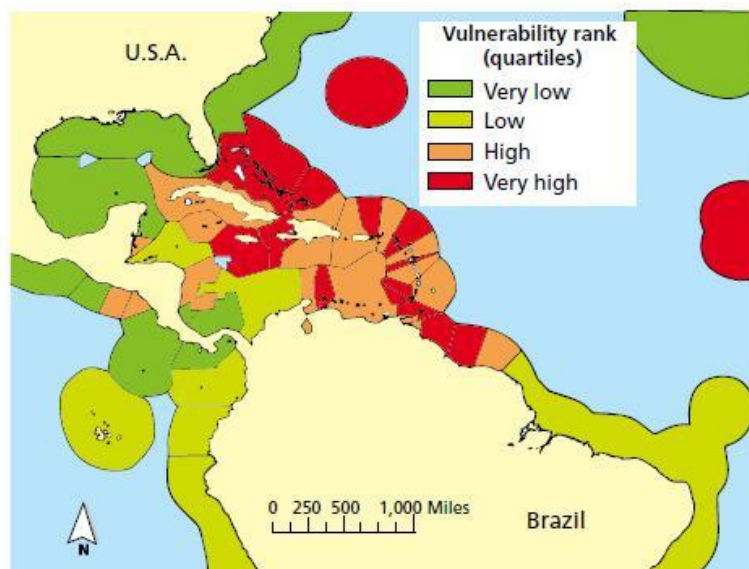 U.S.A.
Vulnerability rank
(quartiles)
Very low
Low
High
Very high
0 250 500 1,000 Miles
N
Brazil